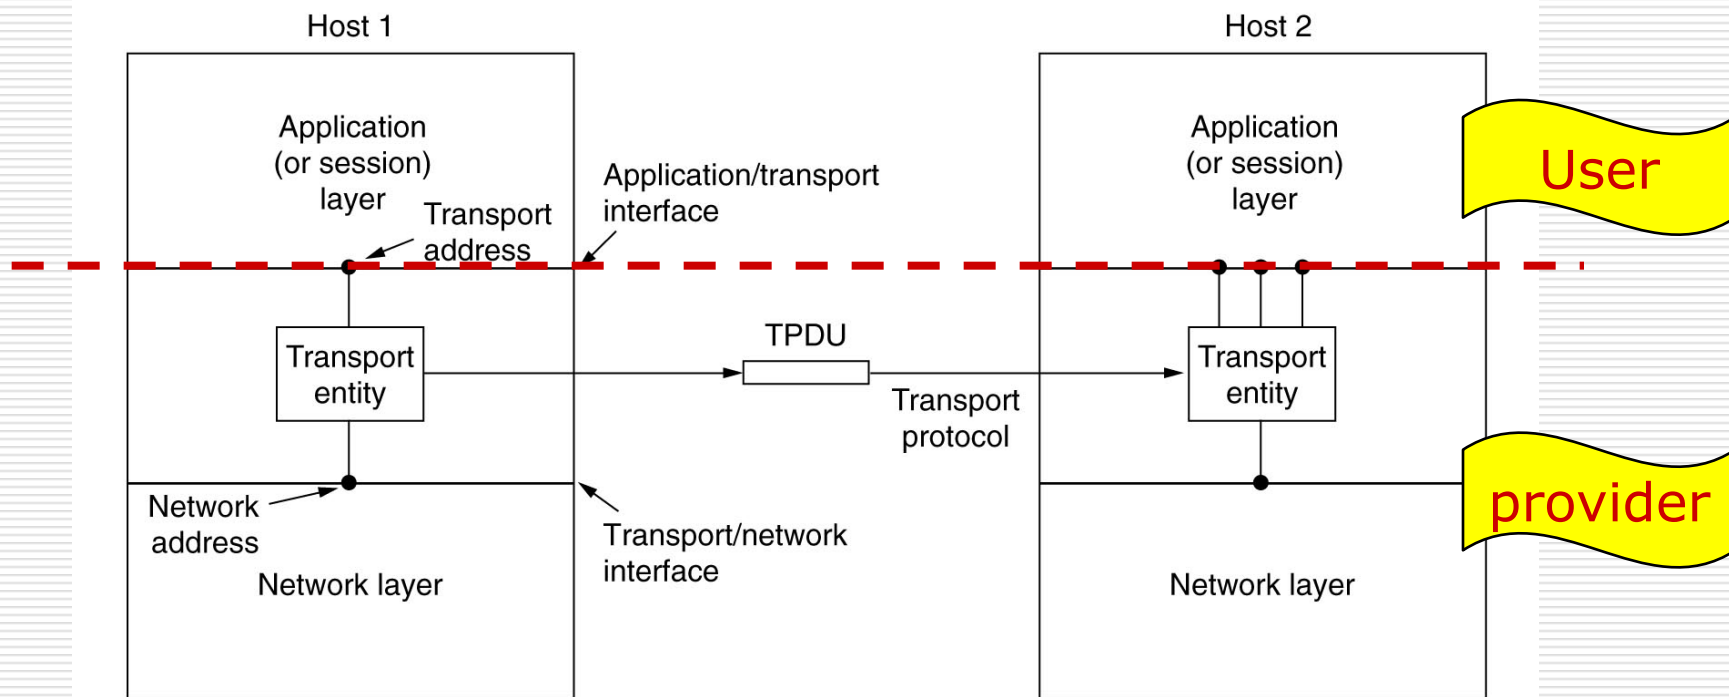 Host 1
Host 2
Application
(or session)
layer
Transport
address
Application/transport
interface
Application
(or session)
layer
User
Transport
entity
TPDU
Transport
protocol
Transport
entity
Network
address
Transport/network
interface
provider
Network layer
Network layer